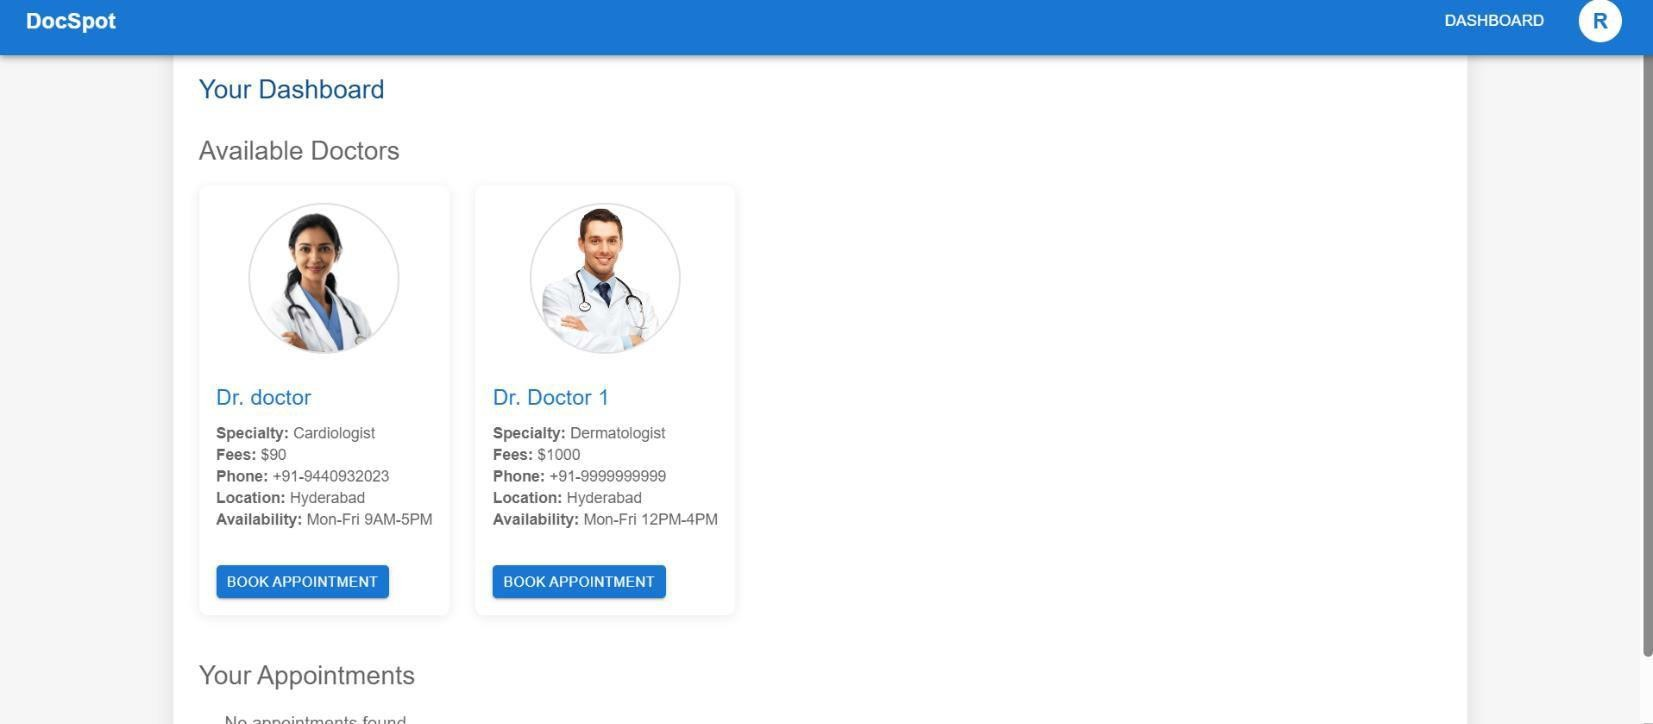 DocSpot
DASHBOARD
R
Your Dashboard
Available Doctors
Dr. doctor
Specialty: Cardiologist
Fees: $90
Phone: +91-9440932023
Location: Hyderabad
Availability: Mon-Fri 9AM-5PM
BOOK APPOINTMENT
Dr. Doctor 1
Specialty: Dermatologist
Fees: $1000
Phone: +91-9999999999
Location: Hyderabad
Availability: Mon-Fri 12PM-4PM
BOOK APPOINTMENT
Your Appointments
No appointments found